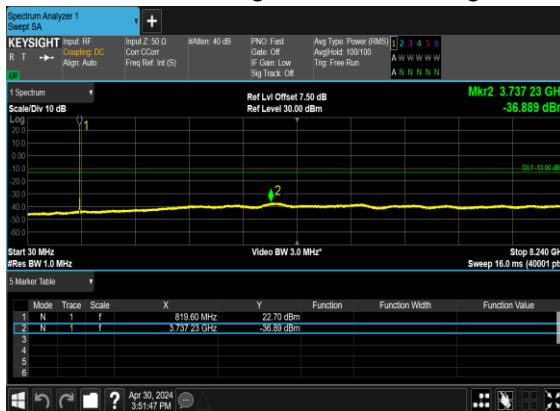 Spectrum Analyzer 1
Swept SA
KEYSIGHT Input: RF Input Z: 50 Ω #Atten: 40 dB PNO: Fast Avg Type: Power (RMS) 1 2 3 4 5 6
R T Coupling: DC Corr CCorr Gate: Off Avg|Hold: 100/100 A W W W W W
Align: Auto Freq Ref: Int (S) IF Gain: Low Trig: Free Run
Sig Track: Off A N N N N N
1 Spectrum
Ref Lvl Offset 7.50 dB Mkr2 3.737 23 GHz
Scale/Div 10 dB Ref Level 30.00 dBm -36.889 dBm
Log
20.0
10.0
0.00
-10.0
-20.0
-30.0
-40.0
-50.0
-60.0
1
DL1 -13.00 dB
2
Start 30 MHz Video BW 3.0 MHz* Stop 8.240 GH
#Res BW 1.0 MHz Sweep 16.0 ms (40001 pt
5 Marker Table
Mode Trace Scale X Y Function Function Width Function Value
1 N 1 f 819.60 MHz 22.70 dBm
2 N 1 f 3.737 23 GHz -36.89 dBm
3
4
5
6
? Apr 30, 2024
3:51:47 PM